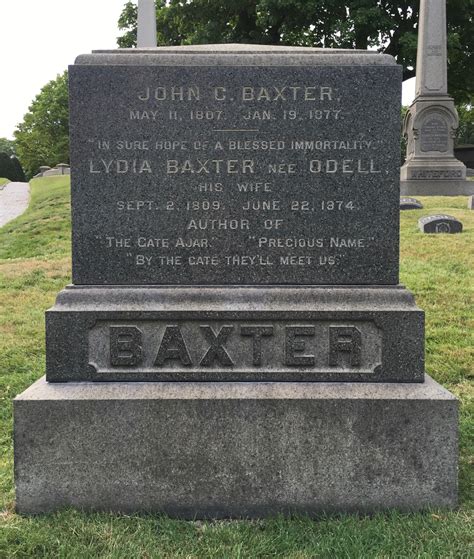 JOHN C. BAXTER,
MAY 11, 1807. JAN. 19, 1877.
"IN SURE HOPE OF A BLESSED IMMORTALITY."
LYDIA BAXTER NÉE ODELL,
HIS WIFE
SEPT. 2, 1809. JUNE 22, 1874.
AUTHOR OF
"THE GATE AJAR." "PRECIOUS NAME."
"BY THE GATE THEY'LL MEET US."
BAXTER